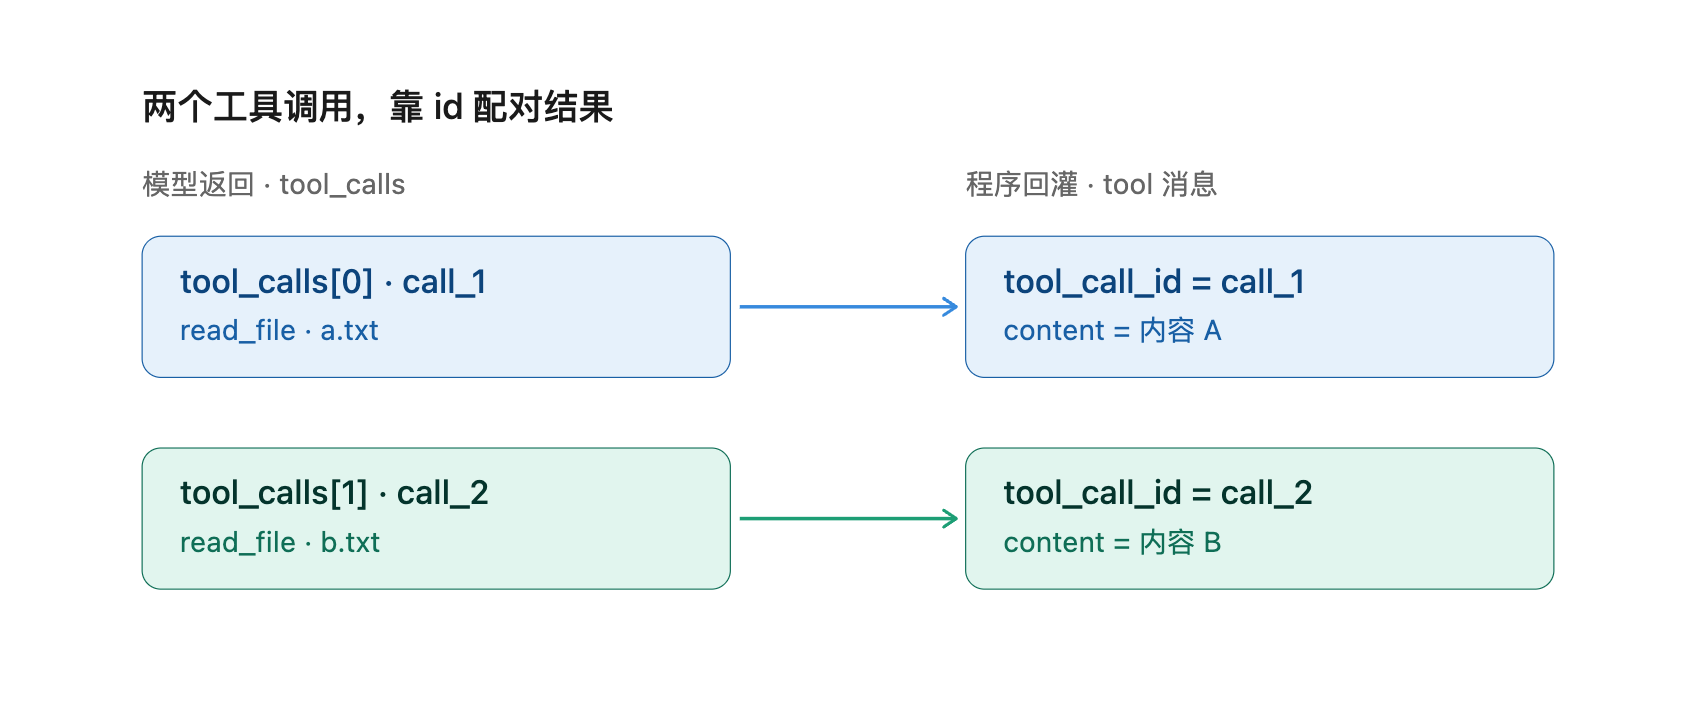 两个工具调用，靠 id 配对结果
模型返回 · tool_calls
程序回灌 · tool 消息
tool_calls[0] · call_1
read_file · a.txt
tool_call_id = call_1
content = 内容 A
tool_calls[1] · call_2
read_file · b.txt
tool_call_id = call_2
content = 内容 B